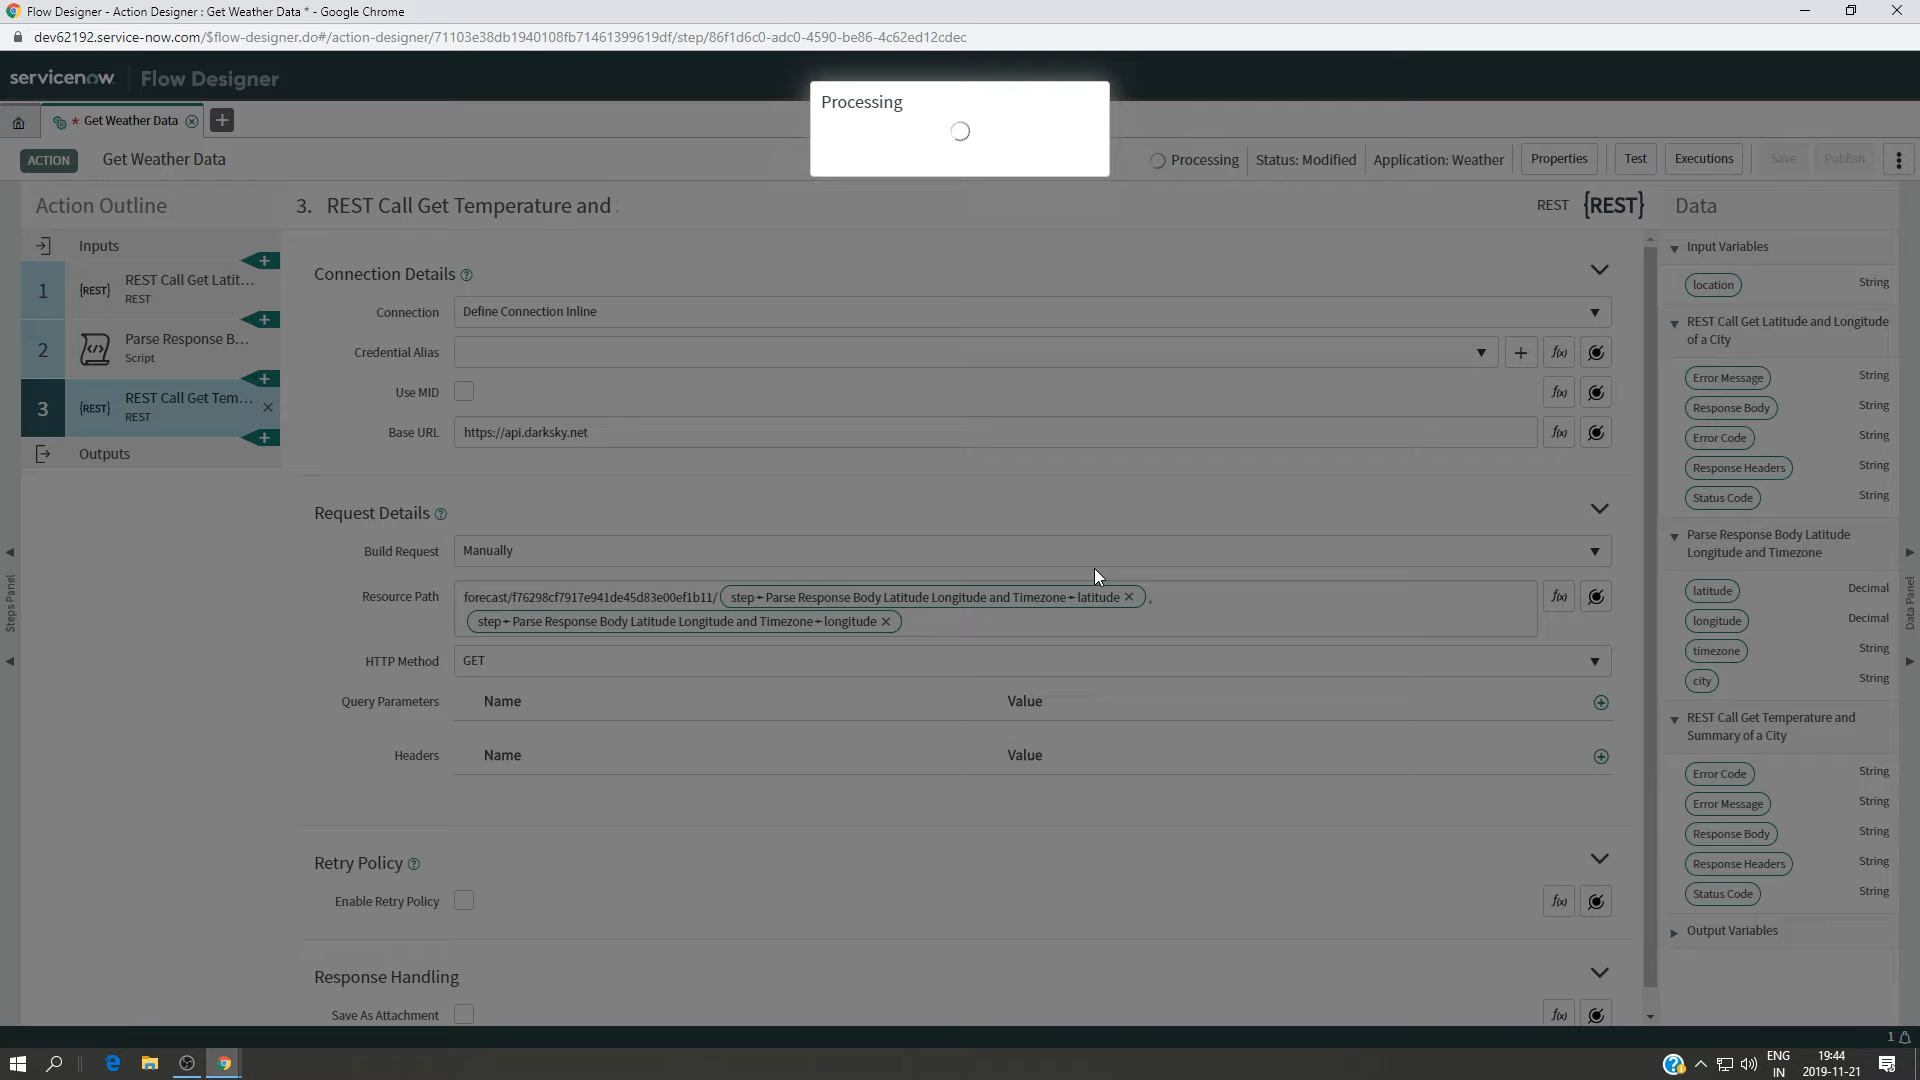 Flow Designer - Action Designer : Get Weather Data * - Google Chrome
dev62192.service-now.com/$flow-designer.do#/action-designer/71103e38db1940108fb71461399619df/step/86f1d6c0-adc0-4590-be86-4c62ed12cdec
servicenow Flow Designer
Processing
* Get Weather Data
ACTION Get Weather Data
Processing Status: Modified Application: Weather Properties Test Executions Save Publish
Action Outline
Inputs
1 {REST} REST Call Get Latit...
REST
2 Parse Response B...
Script
3 {REST} REST Call Get Tem...
REST
Outputs
Steps Panel
3. REST Call Get Temperature and
REST {REST}
Connection Details
Connection Define Connection Inline
Credential Alias
f(x)
Use MID
f(x)
Base URL https://api.darksky.net
f(x)
Request Details
Build Request Manually
Resource Path forecast/f76298cf7917e941de45d83e00ef1b11/ step➛Parse Response Body Latitude Longitude and Timezone➛latitude ,
step➛Parse Response Body Latitude Longitude and Timezone➛longitude
f(x)
HTTP Method GET
Query Parameters Name Value
Headers Name Value
Retry Policy
Enable Retry Policy
f(x)
Response Handling
Save As Attachment
f(x)
Data
Input Variables
location String
REST Call Get Latitude and Longitude
of a City
Error Message String
Response Body String
Error Code String
Response Headers String
Status Code String
Parse Response Body Latitude
Longitude and Timezone
latitude Decimal
longitude Decimal
timezone String
city String
REST Call Get Temperature and
Summary of a City
Error Code String
Error Message String
Response Body String
Response Headers String
Status Code String
Output Variables
Data Panel
1
ENG
IN
19:44
2019-11-21